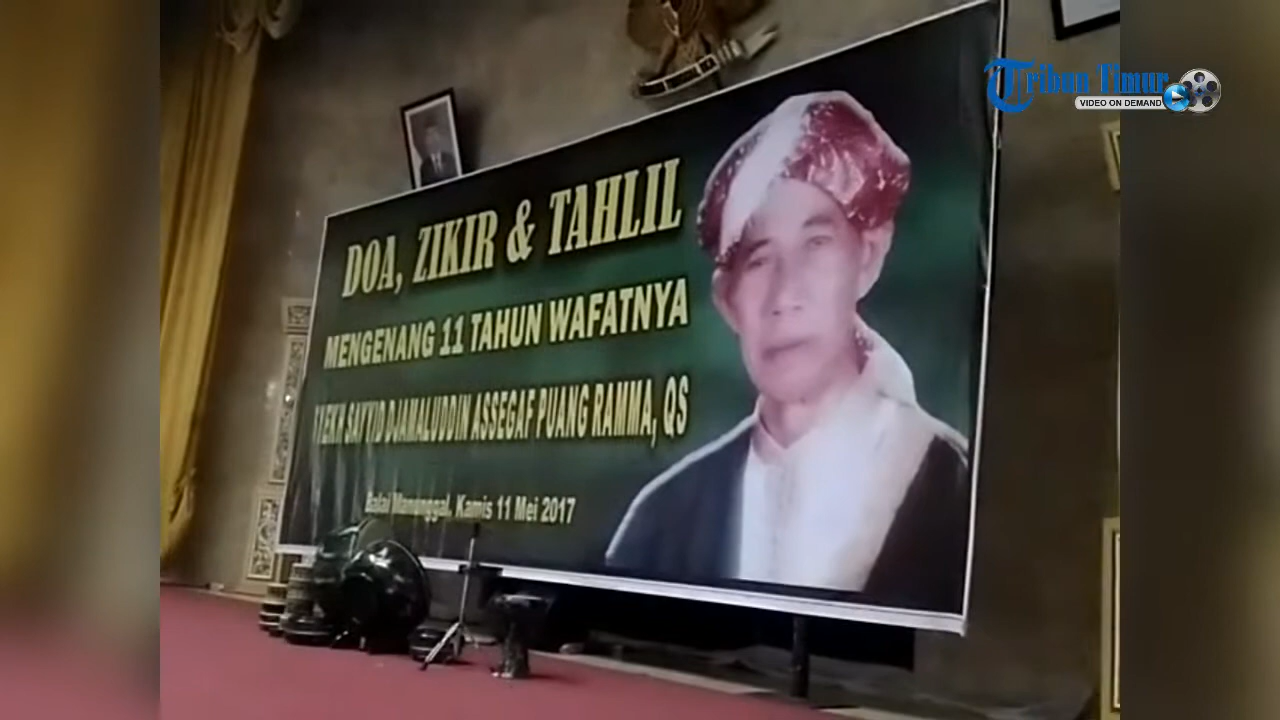 Tribun Timur
VIDEO ON DEMAND
DOA, ZIKIR & TAHLIL
MENGENANG 11 TAHUN WAFATNYA
SYEKH SAYYID DJAMALUDDIN ASSEGAF PUANG RAMMA, QS
Balai Manunggal, Kamis 11 Mei 2017